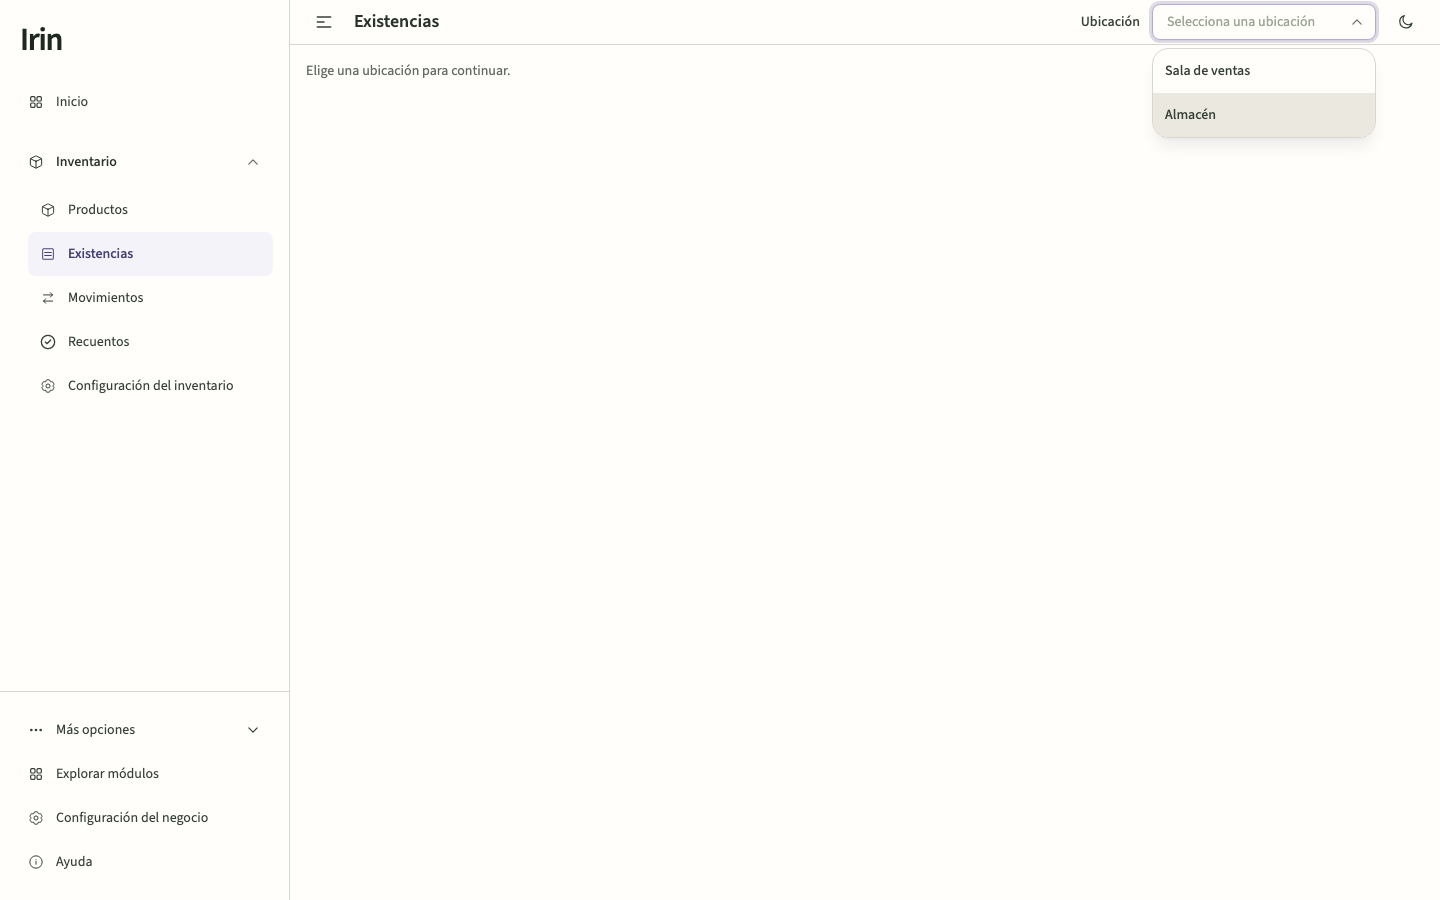 Irin
Inicio
Inventario
Productos
Existencias
Movimientos
Recuentos
Configuración del inventario
Más opciones
Explorar módulos
Configuración del negocio
Ayuda
Existencias
Ubicación
Selecciona una ubicación
Elige una ubicación para continuar.
Sala de ventas
Almacén